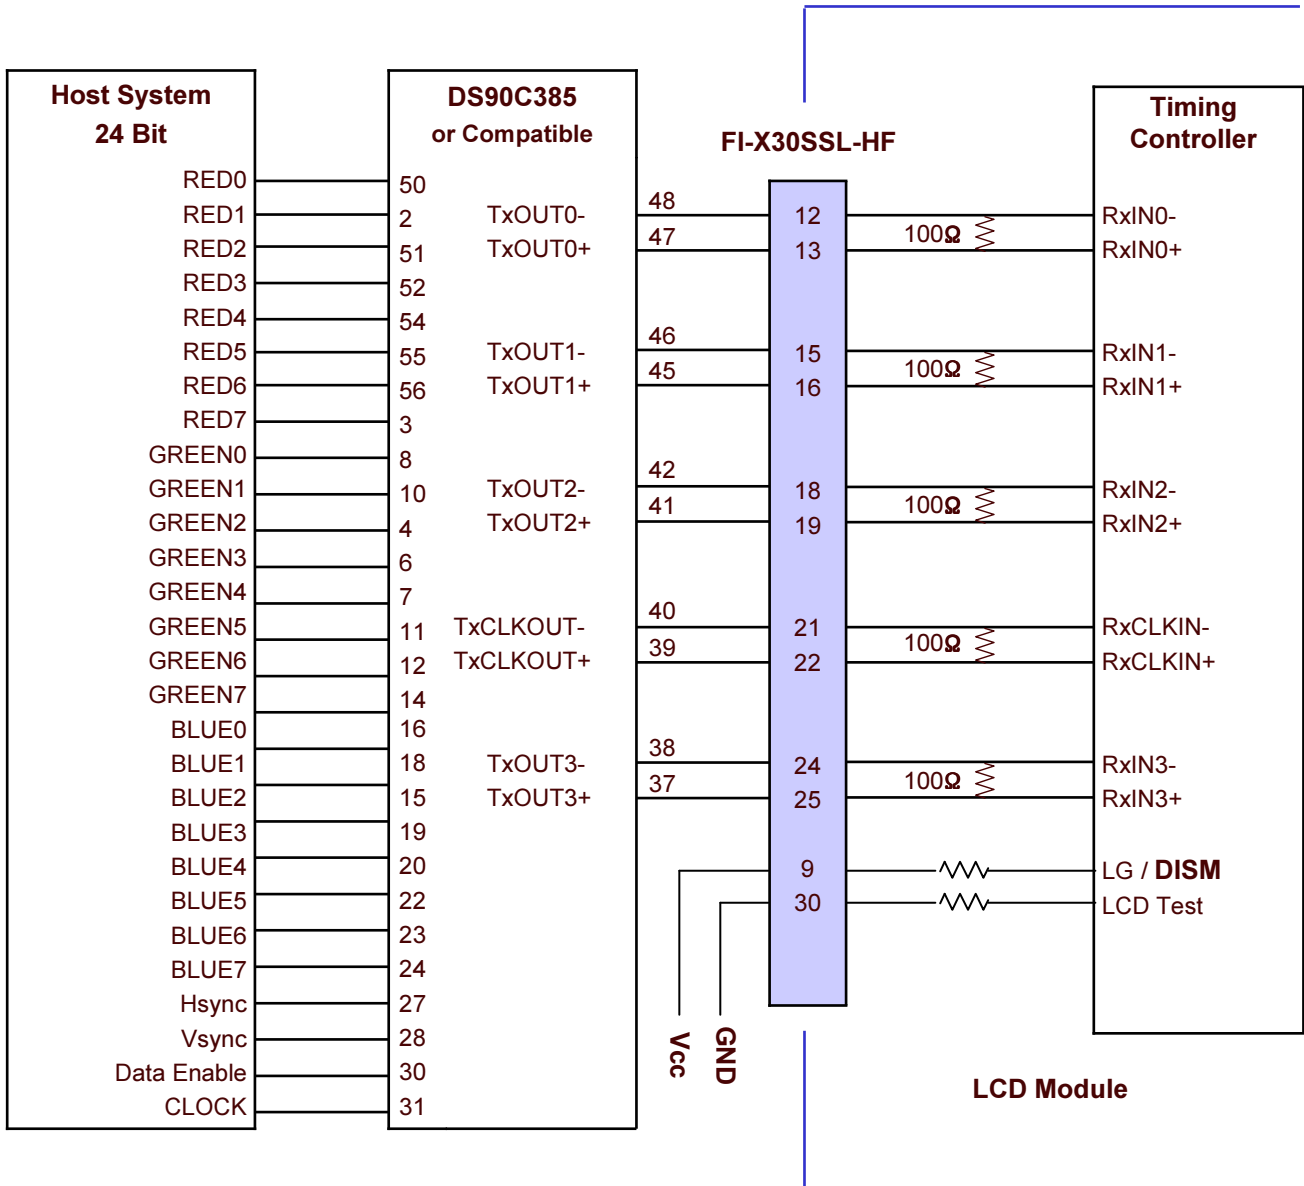 Host System
24 Bit
RED0
RED1
RED2
RED3
RED4
RED5
RED6
RED7
GREEN0
GREEN1
GREEN2
GREEN3
GREEN4
GREEN5
GREEN6
GREEN7
BLUE0
BLUE1
BLUE2
BLUE3
BLUE4
BLUE5
BLUE6
BLUE7
Hsync
Vsync
Data Enable
CLOCK
DS90C385
or Compatible
50
2
51
52
54
55
56
3
8
10
4
6
7
11
12
14
16
18
15
19
20
22
23
24
27
28
30
31
TxOUT0-
TxOUT0+
TxOUT1-
TxOUT1+
TxOUT2-
TxOUT2+
TxCLKOUT-
TxCLKOUT+
TxOUT3-
TxOUT3+
48
47
46
45
42
41
40
39
38
37
Vcc
GND
FI-X30SSL-HF
12
13
15
16
18
19
21
22
24
25
9
30
100Ω
100Ω
100Ω
100Ω
100Ω
Timing
Controller
RxIN0-
RxIN0+
RxIN1-
RxIN1+
RxIN2-
RxIN2+
RxCLKIN-
RxCLKIN+
RxIN3-
RxIN3+
LG / DISM
LCD Test
LCD Module